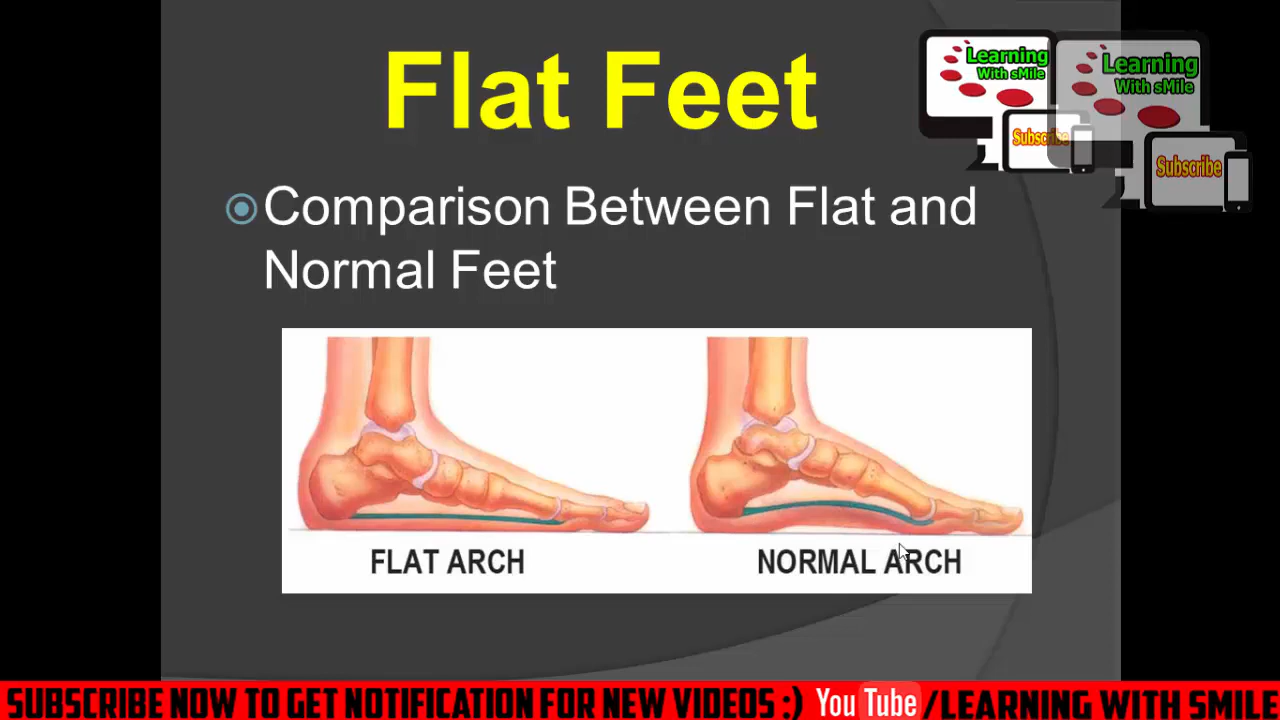 Flat Feet
Learning
With sMile
Subscribe
Learning
With sMile
Subscribe
Comparison Between Flat and
Normal Feet
FLAT ARCH
NORMAL ARCH
SUBSCRIBE NOW TO GET NOTIFICATION FOR NEW VIDEOS :) YouTube/LEARNING WITH SMILE